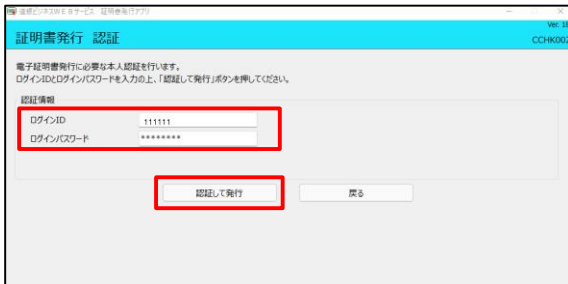 道銀ビジネスWEBサービス 証明書発行アプリ
Ver. 18
証明書発行 認証
CCHK002
電子証明書発行に必要な本人認証を行います。
ログインIDとログインパスワードを入力の上、「認証して発行」ボタンを押してください。
認証情報
ログインID 111111
ログインパスワード ********
認証して発行 戻る